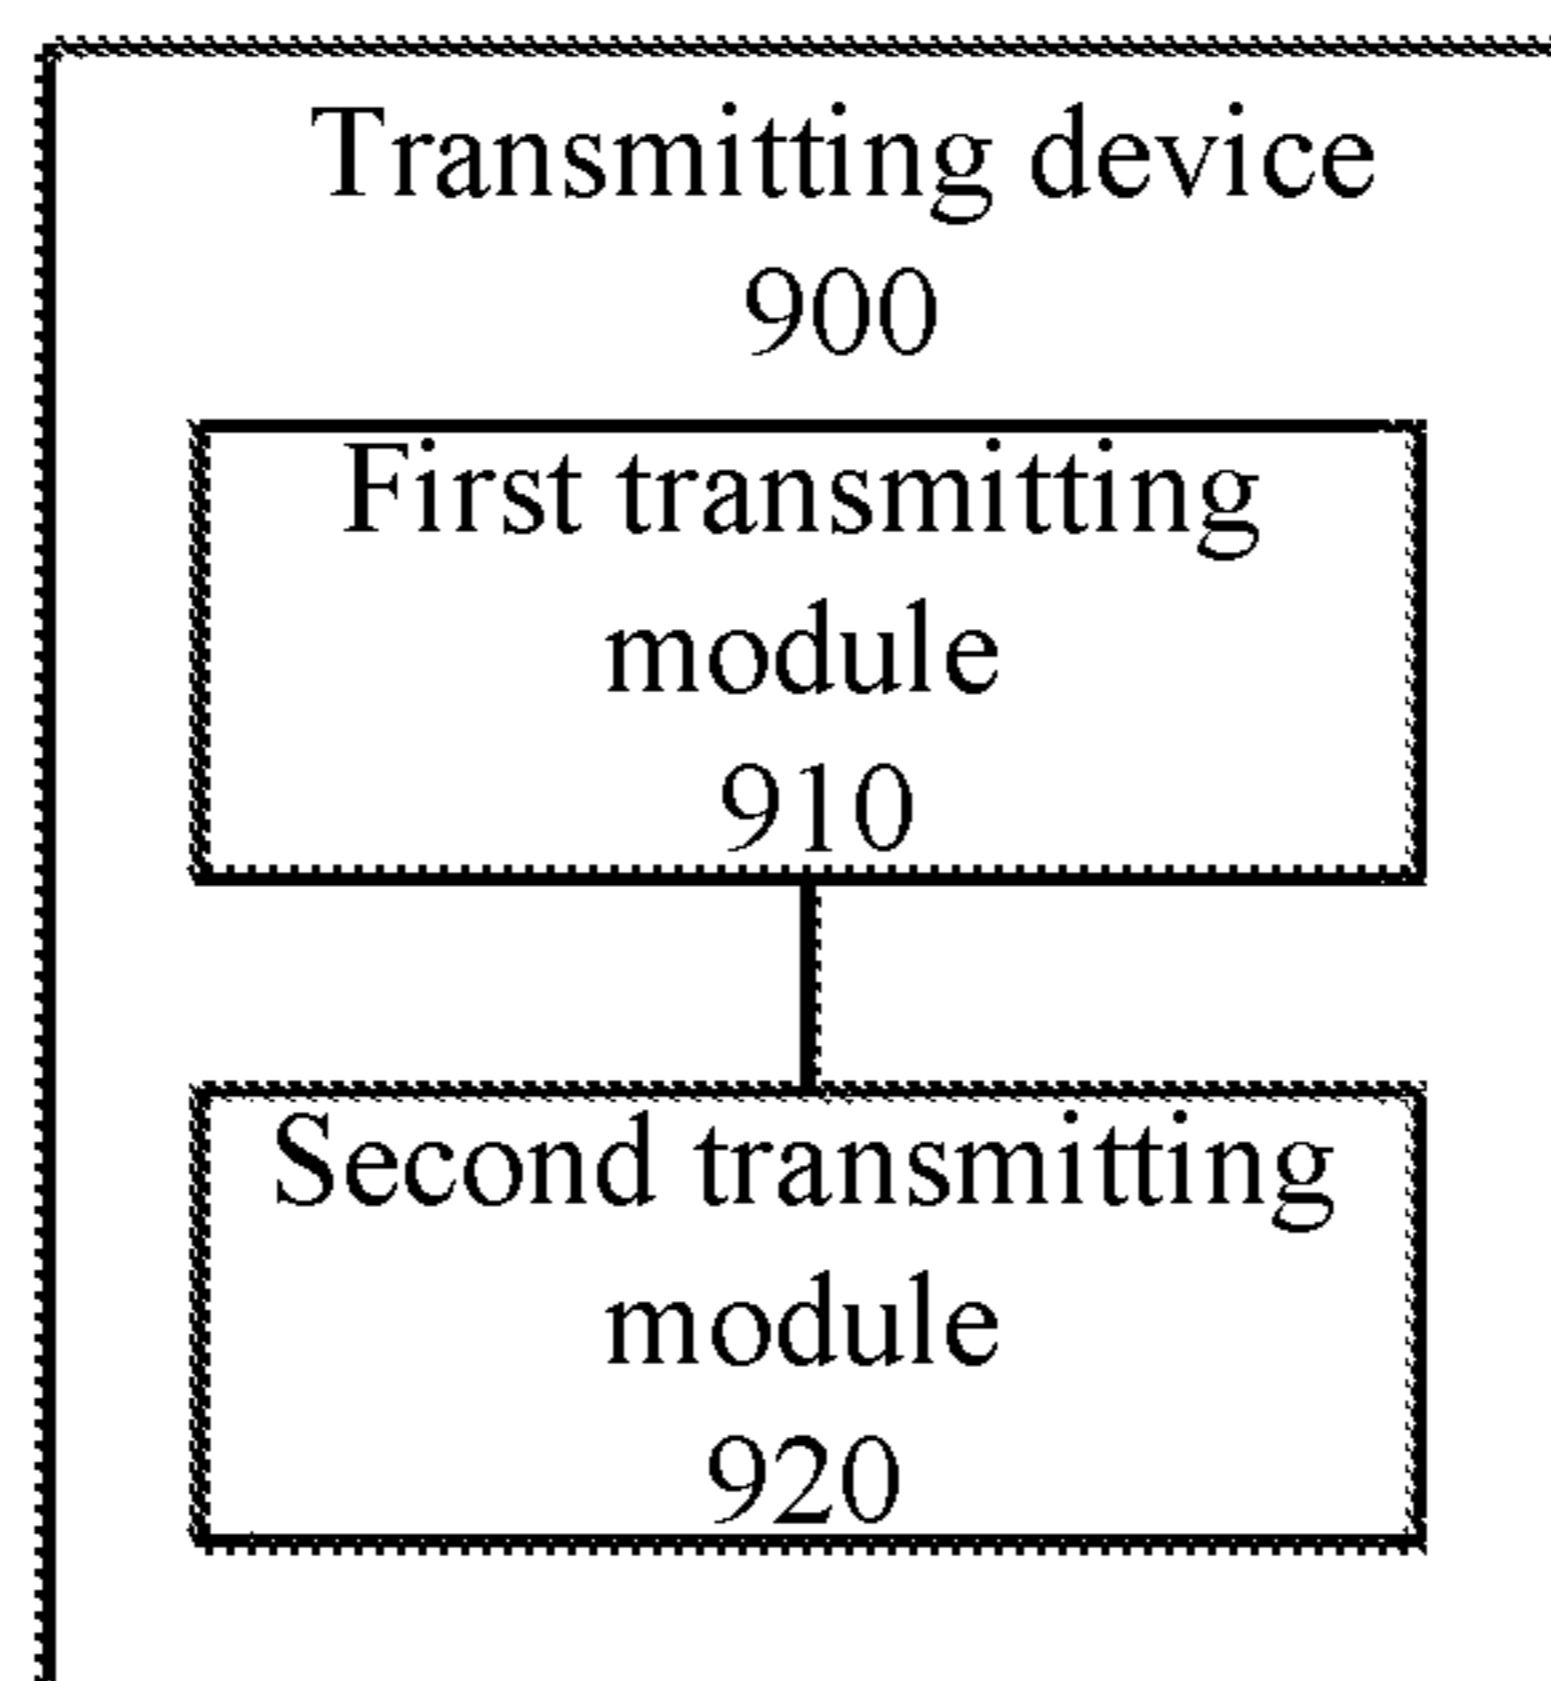 Transmitting device
900
First transmitting
module
910
Second transmitting
module
920